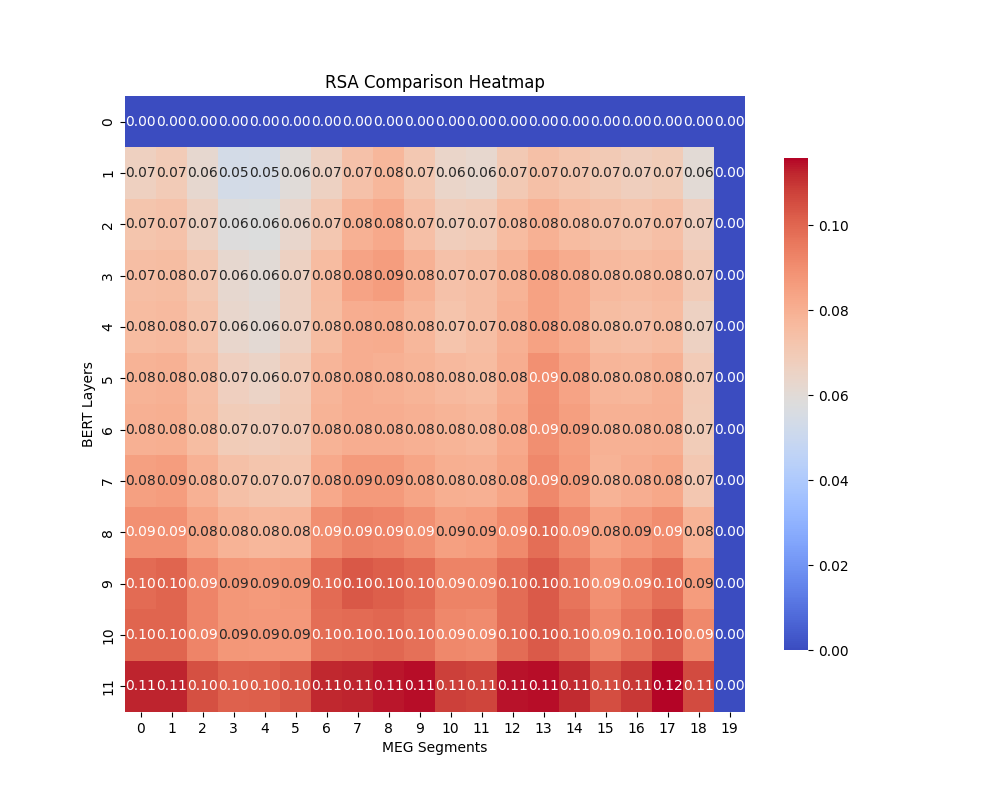 RSA Comparison Heatmap
0 0.00 0.00 0.00 0.00 0.00 0.00 0.00 0.00 0.00 0.00 0.00 0.00 0.00 0.00 0.00 0.00 0.00 0.00 0.00 0.00
1 0.07 0.07 0.06 0.05 0.05 0.06 0.07 0.07 0.08 0.07 0.06 0.06 0.07 0.07 0.07 0.07 0.07 0.07 0.06 0.00
2 0.07 0.07 0.07 0.06 0.06 0.06 0.07 0.08 0.08 0.07 0.07 0.07 0.08 0.08 0.08 0.07 0.07 0.07 0.07 0.00
3 0.07 0.08 0.07 0.06 0.06 0.07 0.08 0.08 0.09 0.08 0.07 0.07 0.08 0.08 0.08 0.08 0.08 0.08 0.07 0.00
4 0.08 0.08 0.07 0.06 0.06 0.07 0.08 0.08 0.08 0.08 0.07 0.07 0.08 0.08 0.08 0.08 0.07 0.08 0.07 0.00
5 0.08 0.08 0.08 0.07 0.06 0.07 0.08 0.08 0.08 0.08 0.08 0.08 0.08 0.09 0.08 0.08 0.08 0.08 0.07 0.00
6 0.08 0.08 0.08 0.07 0.07 0.07 0.08 0.08 0.08 0.08 0.08 0.08 0.08 0.09 0.09 0.08 0.08 0.08 0.07 0.00
7 0.08 0.09 0.08 0.07 0.07 0.07 0.08 0.09 0.09 0.08 0.08 0.08 0.08 0.09 0.09 0.08 0.08 0.08 0.07 0.00
8 0.09 0.09 0.08 0.08 0.08 0.08 0.09 0.09 0.09 0.09 0.09 0.09 0.09 0.10 0.09 0.08 0.09 0.09 0.08 0.00
9 0.10 0.10 0.09 0.09 0.09 0.09 0.10 0.10 0.10 0.10 0.09 0.09 0.10 0.10 0.10 0.09 0.09 0.10 0.09 0.00
10 0.10 0.10 0.09 0.09 0.09 0.09 0.10 0.10 0.10 0.10 0.09 0.09 0.10 0.10 0.10 0.09 0.10 0.10 0.09 0.00
11 0.11 0.11 0.10 0.10 0.10 0.10 0.11 0.11 0.11 0.11 0.11 0.11 0.11 0.11 0.11 0.11 0.11 0.12 0.11 0.00
0 1 2 3 4 5 6 7 8 9 10 11 12 13 14 15 16 17 18 19
MEG Segments
BERT Layers
0.10
0.08
0.06
0.04
0.02
0.00